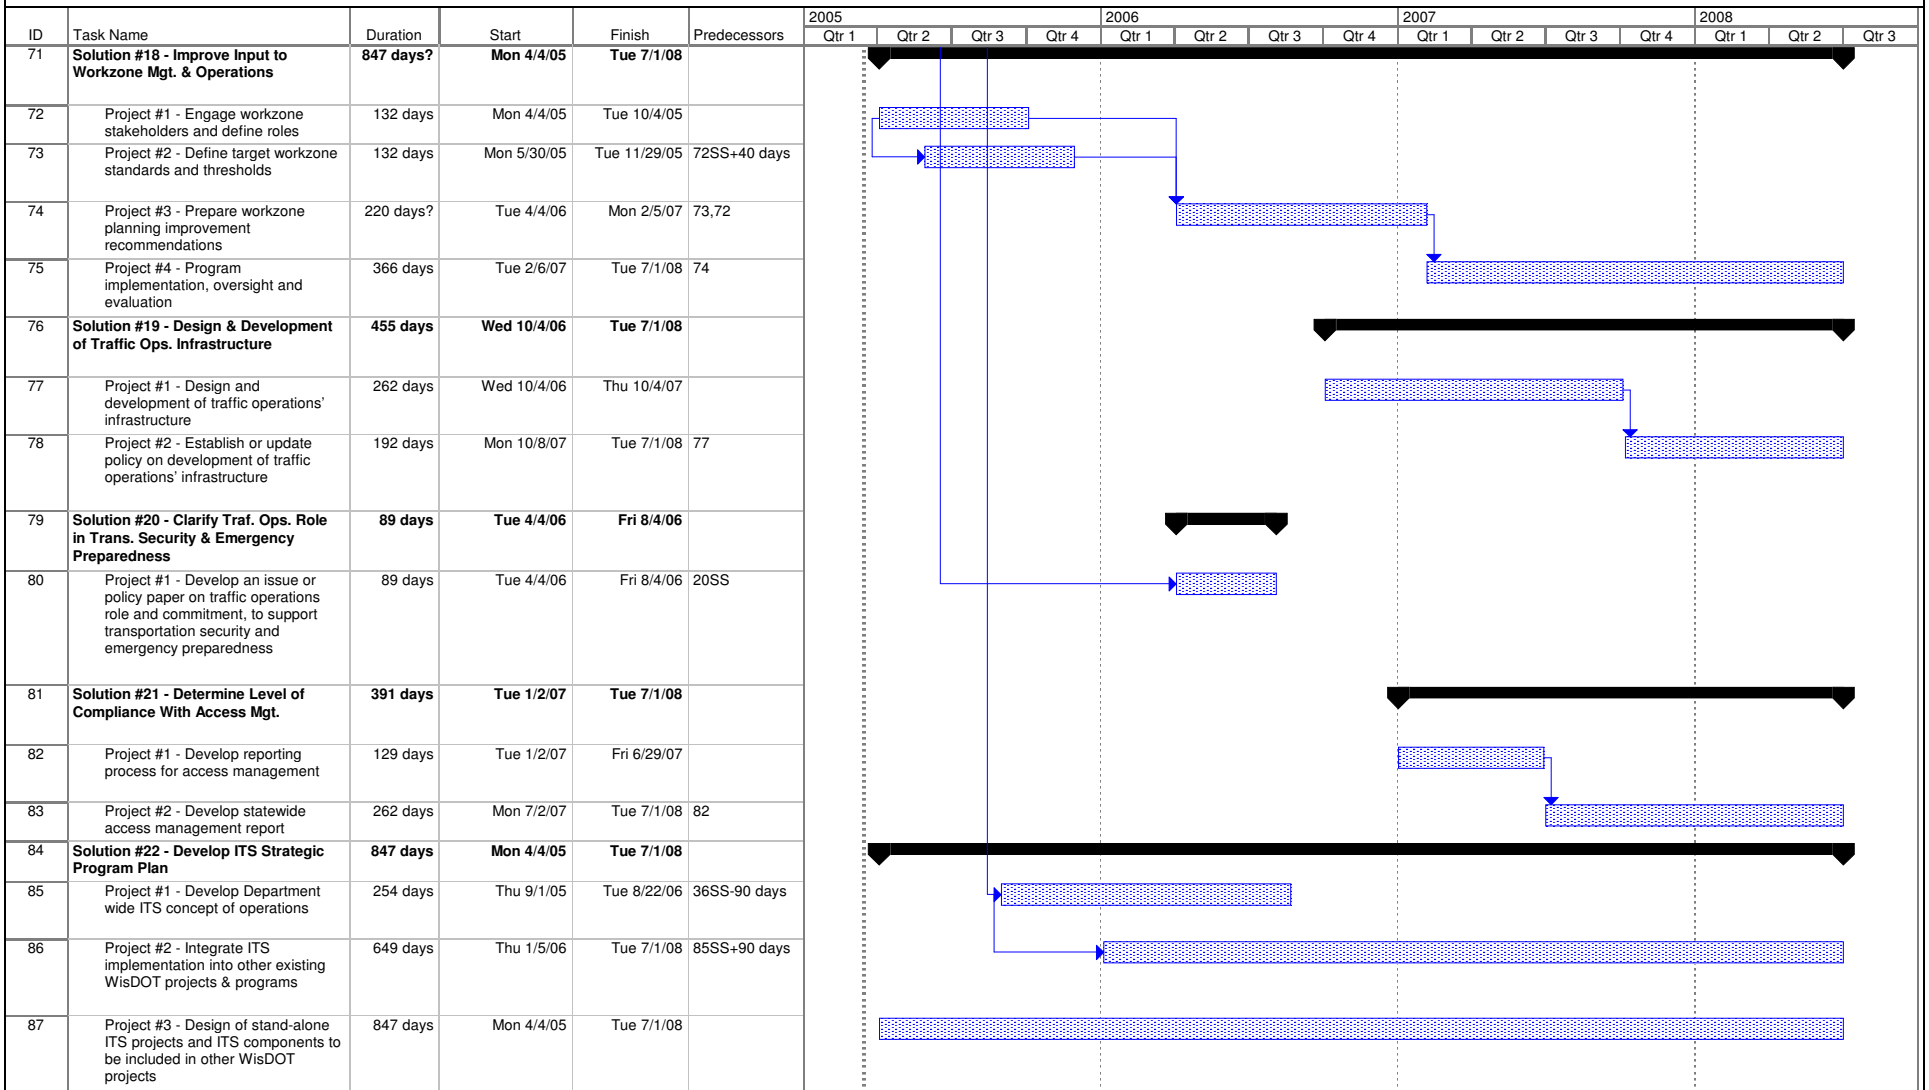 2005 2006 2007 2008
ID Task Name Duration Start Finish Predecessors Qtr 1 Qtr 2 Qtr 3 Qtr 4 Qtr 1 Qtr 2 Qtr 3 Qtr 4 Qtr 1 Qtr 2 Qtr 3 Qtr 4 Qtr 1 Qtr 2 Qtr 3
71 Solution #18 - Improve Input to 847 days? Mon 4/4/05 Tue 7/1/08
Workzone Mgt. & Operations
72 Project #1 - Engage workzone 132 days Mon 4/4/05 Tue 10/4/05
stakeholders and define roles
73 Project #2 - Define target workzone 132 days Mon 5/30/05 Tue 11/29/05 72SS+40 days
standards and thresholds
74 Project #3 - Prepare workzone 220 days? Tue 4/4/06 Mon 2/5/07 73,72
planning improvement
recommendations
75 Project #4 - Program 366 days Tue 2/6/07 Tue 7/1/08 74
implementation, oversight and
evaluation
76 Solution #19 - Design & Development 455 days Wed 10/4/06 Tue 7/1/08
of Traffic Ops. Infrastructure
77 Project #1 - Design and 262 days Wed 10/4/06 Thu 10/4/07
development of traffic operations’
infrastructure
78 Project #2 - Establish or update 192 days Mon 10/8/07 Tue 7/1/08 77
policy on development of traffic
operations’ infrastructure
79 Solution #20 - Clarify Traf. Ops. Role 89 days Tue 4/4/06 Fri 8/4/06
in Trans. Security & Emergency
Preparedness
80 Project #1 - Develop an issue or 89 days Tue 4/4/06 Fri 8/4/06 20SS
policy paper on traffic operations
role and commitment, to support
transportation security and
emergency preparedness
81 Solution #21 - Determine Level of 391 days Tue 1/2/07 Tue 7/1/08
Compliance With Access Mgt.
82 Project #1 - Develop reporting 129 days Tue 1/2/07 Fri 6/29/07
process for access management
83 Project #2 - Develop statewide 262 days Mon 7/2/07 Tue 7/1/08 82
access management report
84 Solution #22 - Develop ITS Strategic 847 days Mon 4/4/05 Tue 7/1/08
Program Plan
85 Project #1 - Develop Department 254 days Thu 9/1/05 Tue 8/22/06 36SS-90 days
wide ITS concept of operations
86 Project #2 - Integrate ITS 649 days Thu 1/5/06 Tue 7/1/08 85SS+90 days
implementation into other existing
WisDOT projects & programs
87 Project #3 - Design of stand-alone 847 days Mon 4/4/05 Tue 7/1/08
ITS projects and ITS components to
be included in other WisDOT
projects